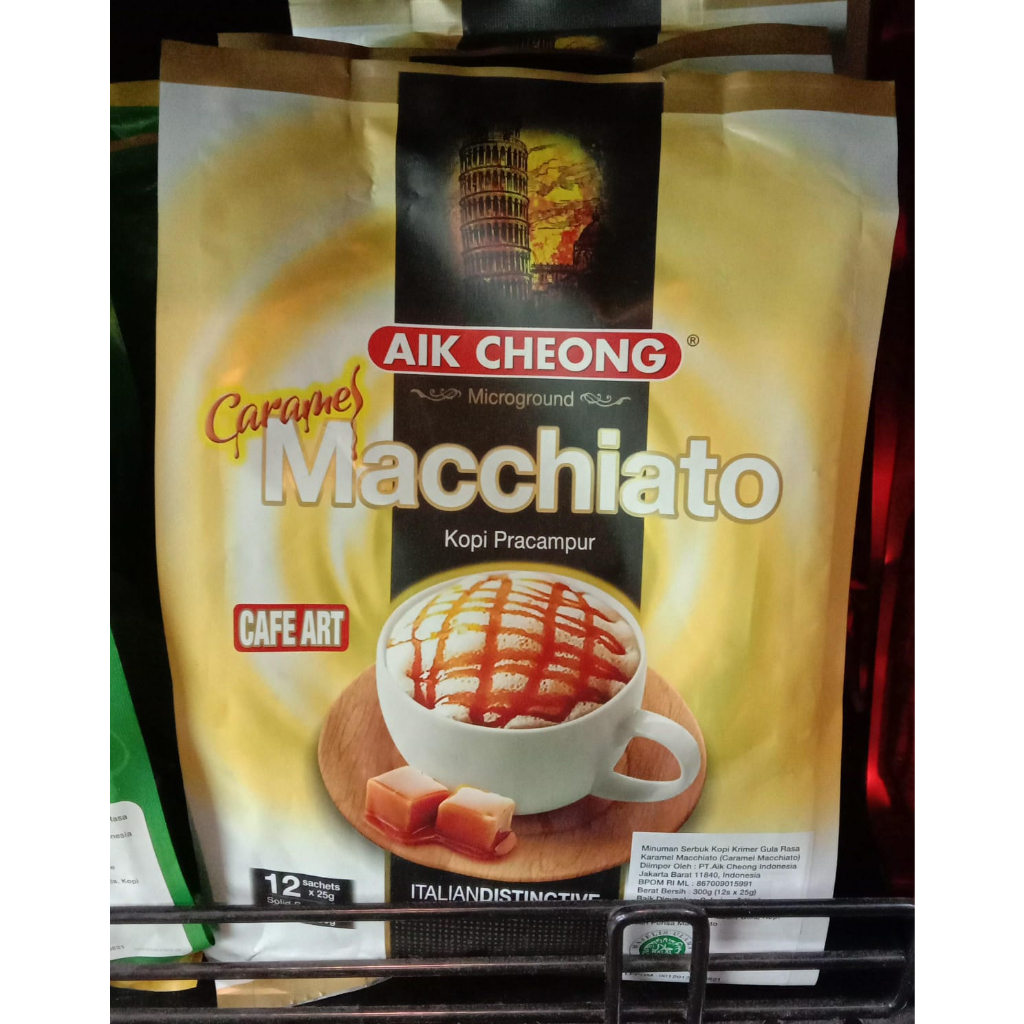 AIK CHEONG ®
Microground
Caramel
Macchiato
Kopi Pracampur
CAFE ART
12 sachets
x 25g
ITALIANDISTINCTIVE
Minuman Serbuk Kopi Krimer Gula Rasa
Karamel Macchiato (Caramel Macchiato)
Diimpor Oleh : PT.Aik Cheong Indonesia
Jakarta Barat 11840, Indonesia
BPOM RI ML : 867009015991
Berat Bersih : 300g (12s x 25g)
Kopi